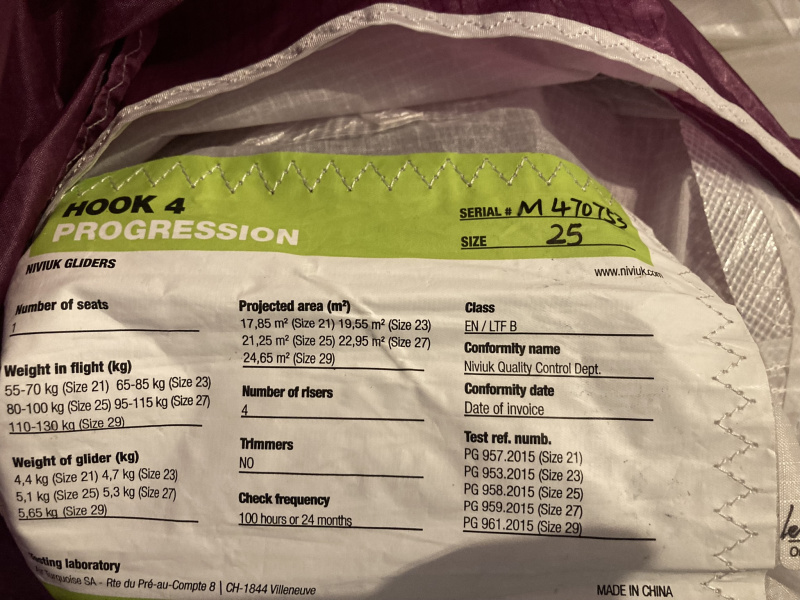 HOOK 4
PROGRESSION
SERIAL # M 470753
SIZE 25
NIVIUK GLIDERS
www.niviuk.com
Number of seats
1
Weight in flight (kg)
55-70 kg (Size 21) 65-85 kg (Size 23)
80-100 kg (Size 25) 95-115 kg (Size 27)
110-130 kg (Size 29)
Weight of glider (kg)
4,4 kg (Size 21) 4,7 kg (Size 23)
5,1 kg (Size 25) 5,3 kg (Size 27)
5,65 kg (Size 29)
Projected area (m²)
17,85 m² (Size 21) 19,55 m² (Size 23)
21,25 m² (Size 25) 22,95 m² (Size 27)
24,65 m² (Size 29)
Number of risers
4
Trimmers
NO
Check frequency
100 hours or 24 months
Class
EN / LTF B
Conformity name
Niviuk Quality Control Dept.
Conformity date
Date of invoice
Test ref. numb.
PG 957.2015 (Size 21)
PG 953.2015 (Size 23)
PG 958.2015 (Size 25)
PG 959.2015 (Size 27)
PG 961.2015 (Size 29)
laboratory
SA - Rte du Pré-au-Compte 8 | CH-1844 Villeneuve
MADE IN CHINA